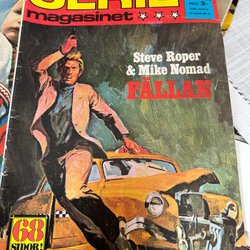 SERIE
magasinet ★★★
Steve Roper
& Mike Nomad
FÄLLAN
68
SIDOR!